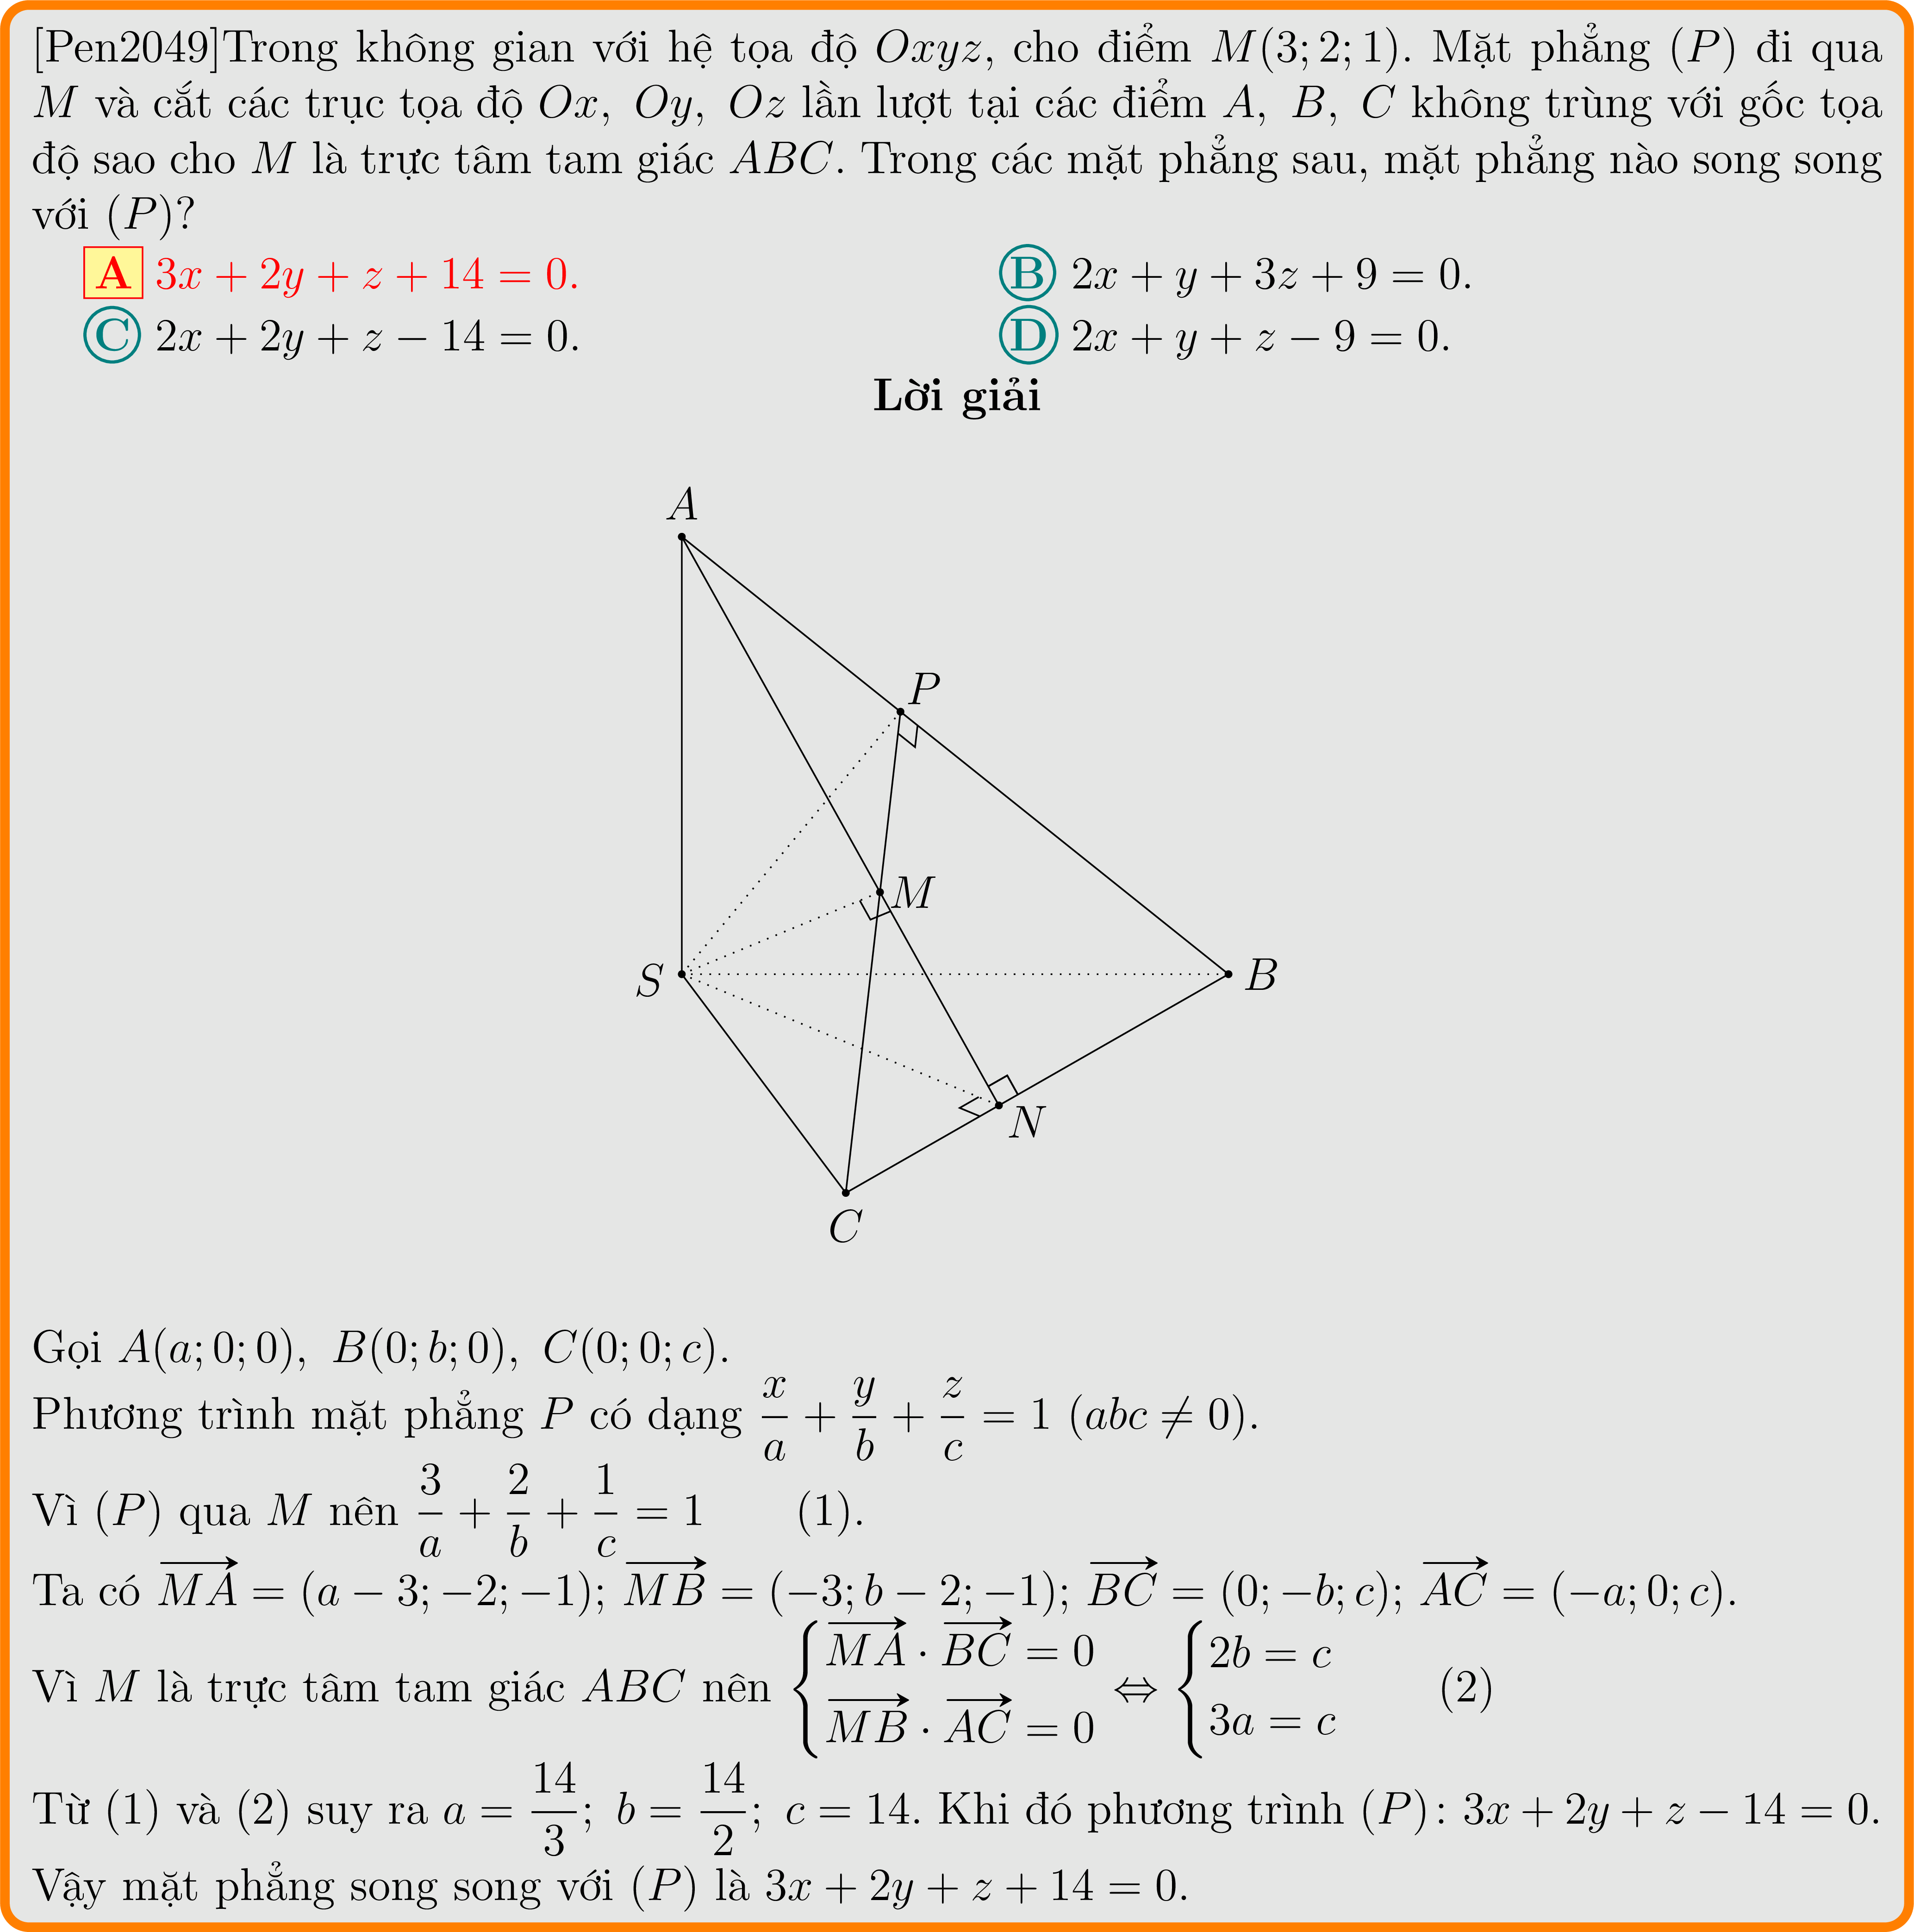 [Pen2049]Trong không gian với hệ tọa độ Oxyz, cho điểm M(3; 2; 1). Mặt phẳng (P) đi qua
M và cắt các trục tọa độ Ox, Oy, Oz lần lượt tại các điểm A, B, C không trùng với gốc tọa
độ sao cho M là trực tâm tam giác ABC. Trong các mặt phẳng sau, mặt phẳng nào song song
với (P)?
A 3x + 2y + z + 14 = 0. B 2x + y + 3z + 9 = 0.
C 2x + 2y + z − 14 = 0. D 2x + y + z − 9 = 0.
Lời giải
A
P
M
S
B
N
C
Gọi A(a; 0; 0), B(0; b; 0), C(0; 0; c).
Phương trình mặt phẳng P có dạng \frac{x}{a} + \frac{y}{b} + \frac{z}{c} = 1 (abc ≠ 0).
Vì (P) qua M nên \frac{3}{a} + \frac{2}{b} + \frac{1}{c} = 1 (1).
Ta có \overrightarrow{MA} = (a − 3; −2; −1); \overrightarrow{MB} = (−3; b − 2; −1); \overrightarrow{BC} = (0; −b; c); \overrightarrow{AC} = (−a; 0; c).
Vì M là trực tâm tam giác ABC nên \begin{cases} \overrightarrow{MA} · \overrightarrow{BC} = 0 \\ \overrightarrow{MB} · \overrightarrow{AC} = 0 \end{cases} ⇔ \begin{cases} 2b = c \\ 3a = c \end{cases} (2)
Từ (1) và (2) suy ra a = \frac{14}{3}; b = \frac{14}{2}; c = 14. Khi đó phương trình (P): 3x + 2y + z − 14 = 0.
Vậy mặt phẳng song song với (P) là 3x + 2y + z + 14 = 0.